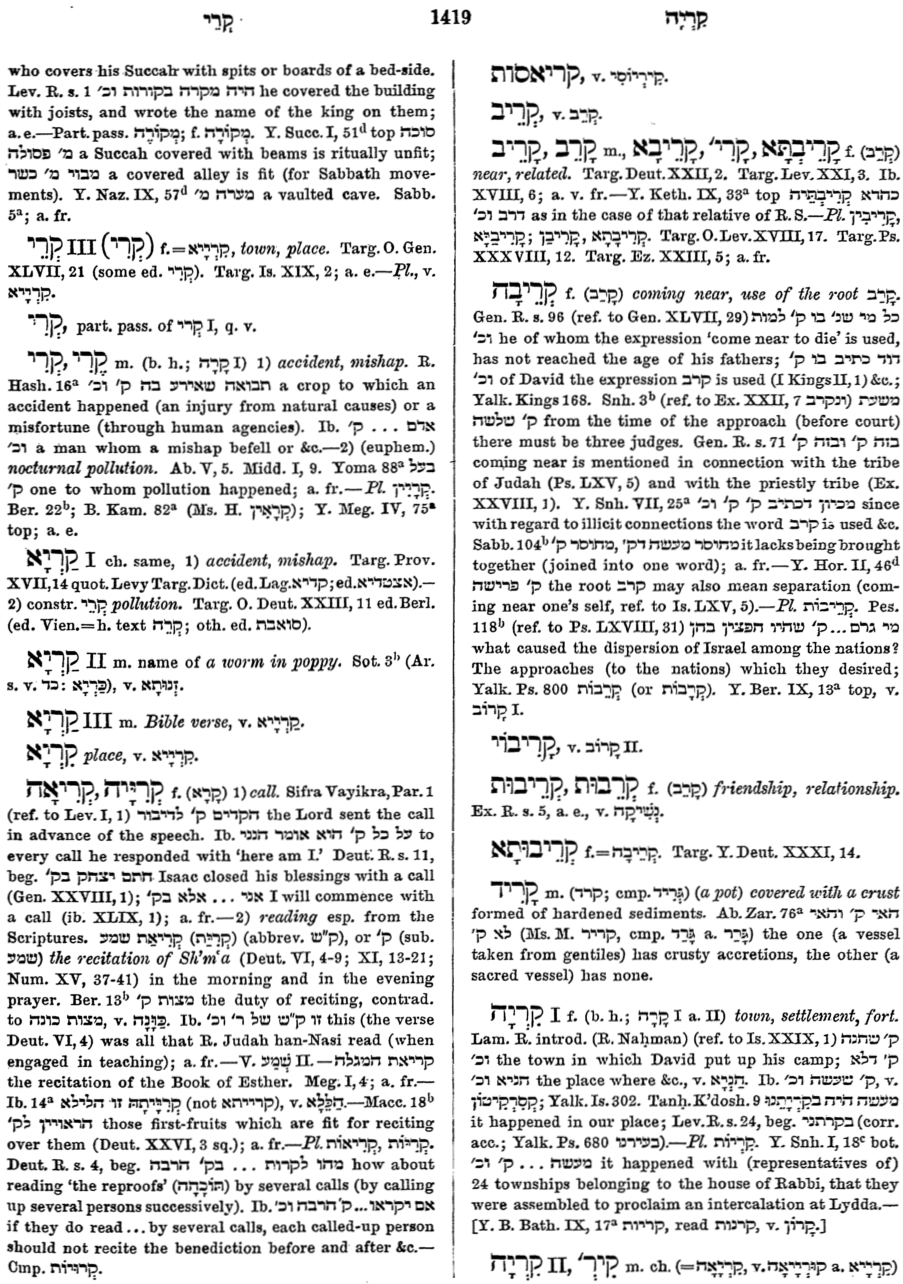 קְרֵי 1419 קִרְיָה
who covers his Succah with spits or boards of a bed-side.
Lev. R. s. 1 היה מקרה בקורות וכ' he covered the building
with joists, and wrote the name of the king on them;
a. e.—Part. pass. מְקוֹרֶה; f. מְקוֹרָה. Y. Succ. I, 51d top סוכה
מ' פסולה a Succah covered with beams is ritually unfit;
מבוי מ' כשר a covered alley is fit (for Sabbath move-
ments). Y. Naz. IX, 57d מערה מ' a vaulted cave. Sabb.
5a; a. fr.
קְרֵי III (קְרִי) f.=קַרְיָיא, town, place. Targ. O. Gen.
XLVII, 21 (some ed. קְרִי). Targ. Is. XIX, 2; a. e.—Pl., v.
קִרְיָיא.
קְרִי, part. pass. of קרי I, q. v.
קְרִי, קֶרִי m. (b. h.; קָרָה I) 1) accident, mishap. R.
Hash. 16a תבואה שאירע בה ק' וכ' a crop to which an
accident happened (an injury from natural causes) or a
misfortune (through human agencies). Ib. אדם ... ק'
וכ' a man whom a mishap befell or &c.—2) (euphem.)
nocturnal pollution. Ab. V, 5. Midd. I, 9. Yoma 88a בעל
ק' one to whom pollution happened; a. fr.—Pl. קְרָיִין.
Ber. 22b; B. Kam. 82a (Ms. H. קְרָאִין); Y. Meg. IV, 75a
top; a. e.
קִרְיָא I ch. same, 1) accident, mishap. Targ. Prov.
XVII, 14 quot. Levy Targ. Dict. (ed. Lag. קדיא; ed. אצטדיא).—
2) constr. קְרֵי pollution. Targ. O. Deut. XXIII, 11 ed. Berl.
(ed. Vien.=h. text קְרֵה; oth. ed. סואבת).
קִרְיָא II m. name of a worm in poppy. Sot. 3b (Ar.
s. v. כד: כַּרְיָא), v. זָנוּתָא.
קַרְיָא III m. Bible verse, v. קַרְיָיא.
קִרְיָא place, v. קִרְיָיא.
קְרִיאָה, קְרִיָּיה f. (קָרָא) 1) call. Sifra Vayikra, Par. 1
(ref. to Lev. I, 1) הקדים ק' לדיבור the Lord sent the call
in advance of the speech. Ib. על כל ק' הוא אומר הנני to
every call he responded with 'here am I.' Deut. R. s. 11,
beg. חתם יצחק בק' Isaac closed his blessings with a call
(Gen. XXVIII, 1); אני ... אלא בק' I will commence with
a call (ib. XLIX, 1); a. fr.—2) reading esp. from the
Scriptures. קְרִיאַת שמע (קְרִיַּת) (abbrev. ק"ש), or ק' (sub.
שמע) the recitation of Sh'm'a (Deut. VI, 4-9; XI, 13-21;
Num. XV, 37-41) in the morning and in the evening
prayer. Ber. 13b מצות ק' the duty of reciting, contrad.
to מצות כונה, v. כַּוָּנָה. Ib. זו ק"ש של ר' וכ' this (the verse
Deut. VI, 4) was all that R. Judah han-Nasi read (when
engaged in teaching); a. fr.—V. שְׁמַע II.—קריאת המגלה
the recitation of the Book of Esther. Meg. I, 4; a. fr.—
Ib. 14a קְרִיָּיתָהּ זו הלילא (not קרייתא), v. הַלֵּלָא.—Macc. 18b
הראויין לק' those first-fruits which are fit for reciting
over them (Deut. XXVI, 3 sq.); a. fr.—Pl. קְרִיּוֹת, קְרִיאוֹת.
Deut. R. s. 4, beg. מהו לקרות ... בק' הרבה how about
reading 'the reproofs' (תּוֹכָחָה) by several calls (by calling
up several persons successively). Ib. אם יקראו... ק' הרבה וכ'
if they do read ... by several calls, each called-up person
should not recite the benediction before and after &c.—
Cmp. קְרוּיוֹת.
קריאסות, v. קִירְיוֹסִי.
קְרֵיב, v. קְרֵב.
קָרֵיב, קָרֵב m., קָרֵיבָא, קָרֵי', קָרֵיבְתָּא f. (קְרֵב)
near, related. Targ. Deut. XXII, 2. Targ. Lev. XXI, 3. Ib.
XVIII, 6; a. v. fr.—Y. Keth. IX, 33a top כהדא קְרֵיבְתֵּיה
דרב וכ' as in the case of that relative of R. S.—Pl. קָרֵיבִין,
קָרֵיבַיָּא; קָרֵיבָן, קָרֵיבָתָא. Targ. O. Lev. XVIII, 17. Targ. Ps.
XXXVIII, 12. Targ. Ez. XXIII, 5; a. fr.
קְרִיבָה f. (קָרַב) coming near, use of the root קרב.
Gen. R. s. 96 (ref. to Gen. XLVII, 29) כל מי שנ' בו ק' למות
וכ' he of whom the expression 'come near to die' is used,
has not reached the age of his fathers; דוד כתיב בו ק'
וכ' of David the expression קרב is used (I Kings II, 1) &c.;
Yalk. Kings 168. Snh. 3b (ref. to Ex. XXII, 7 ונקרב) משעת
ק' שלשה from the time of the approach (before court)
there must be three judges. Gen. R. s. 71 בזה ק' ובזה ק'
coming near is mentioned in connection with the tribe
of Judah (Ps. LXV, 5) and with the priestly tribe (Ex.
XXVIII, 1). Y. Snh. VII, 25a מכיון דכתיב ק' ק' וכ' since
with regard to illicit connections the word קרב is used &c.
Sabb. 104b מחוסר מעשה דק', מחוסר ק' it lacks being brought
together (joined into one word); a. fr.—Y. Hor. II, 46d
ק' פרישה the root קרב may also mean separation (com-
ing near one's self, ref. to Is. LXV, 5).—Pl. קְרִיבוֹת. Pes.
118b (ref. to Ps. LXVIII, 31) מי גרם ... ק' שהיו חפצין בהן
what caused the dispersion of Israel among the nations?
The approaches (to the nations) which they desired;
Yalk. Ps. 800 קְרֵבוֹת (or קְרָבוֹת). Y. Ber. IX, 13a top, v.
קָרוֹב I.
קָרִיבוֹי, v. קָרוֹב II.
קְרֵבוּת, קְרִיבוּת f. (קרב) friendship, relationship.
Ex. R. s. 5, a. e., v. נְשִׁיקָה.
קְרִיבוּתָא f.=קְרִיבָה. Targ. Y. Deut. XXXI, 14.
קָרִיד m. (קרד; cmp. גְּרִיד) (a pot) covered with a crust
formed of hardened sediments. Ab. Zar. 76a האי ק' והאי
לא ק' (Ms. M. קריר, cmp. גְּרַד a. גְּרַר) the one (a vessel
taken from gentiles) has crusty accretions, the other (a
sacred vessel) has none.
קִרְיָה I f. (b. h.; קָרָה I a. II) town, settlement, fort.
Lam. R. introd. (R. Naḥman) (ref. to Is. XXIX, 1) ק' שחנה
וכ' the town in which David put up his camp; ק' דלא
חניא וכ' the place where &c., v. חַנְיָא. Ib. ק' שעשה וכ', v.
קִסְרְקִיטוֹן; Yalk. Is. 302. Tanḥ. K'dosh. 9 מעשה היה בקִרְיָתֵנוּ
it happened in our place; Lev. R. s. 24, beg. בקרתני (corr.
acc.; Yalk. Ps. 680 בעירנו).—Pl. קְרָיוֹת. Y. Snh. I, 18c bot.
מעשה ... ק' וכ' it happened with (representatives of)
24 townships belonging to the house of Rabbi, that they
were assembled to proclaim an intercalation at Lydda.—
[Y. B. Bath. IX, 17a קריות, read קרנות, v. קֶרֶן.]
קִרְיָה II, קִיר' m. ch. (=קִרְיָאָה, v. קוּרְיָיאָה a. קִרְיָיא)